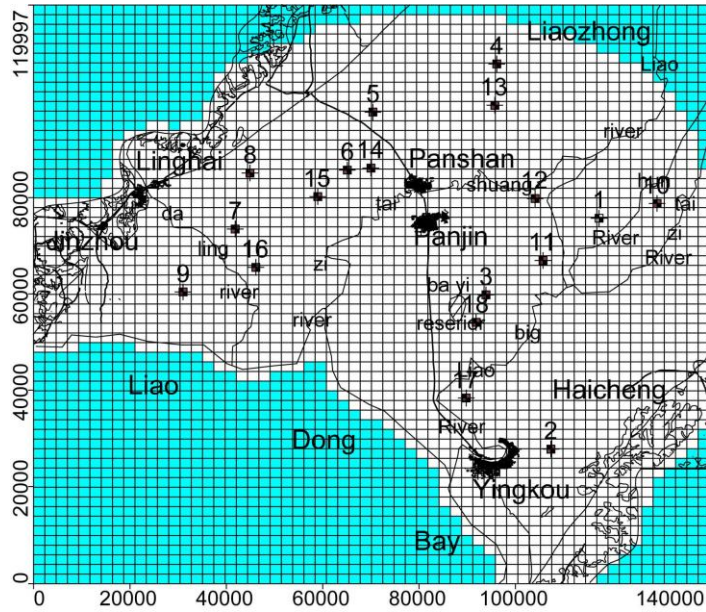 119997
Liaozhong
4
Liao
13
5
river
Linghai
8
6
14
Panshan
shuang
12
hun
10
15
tai
1
tai
da
7
Jinzhou
Panjin
River
zi
ling
16
zi
11
River
9
river
ba yi
3
18
river
reserior
big
80000
60000
40000
20000
0
Liao
Liao
17
Haicheng
Dong
River
2
Yingkou
Bay
0
20000
40000
60000
80000
100000
140000